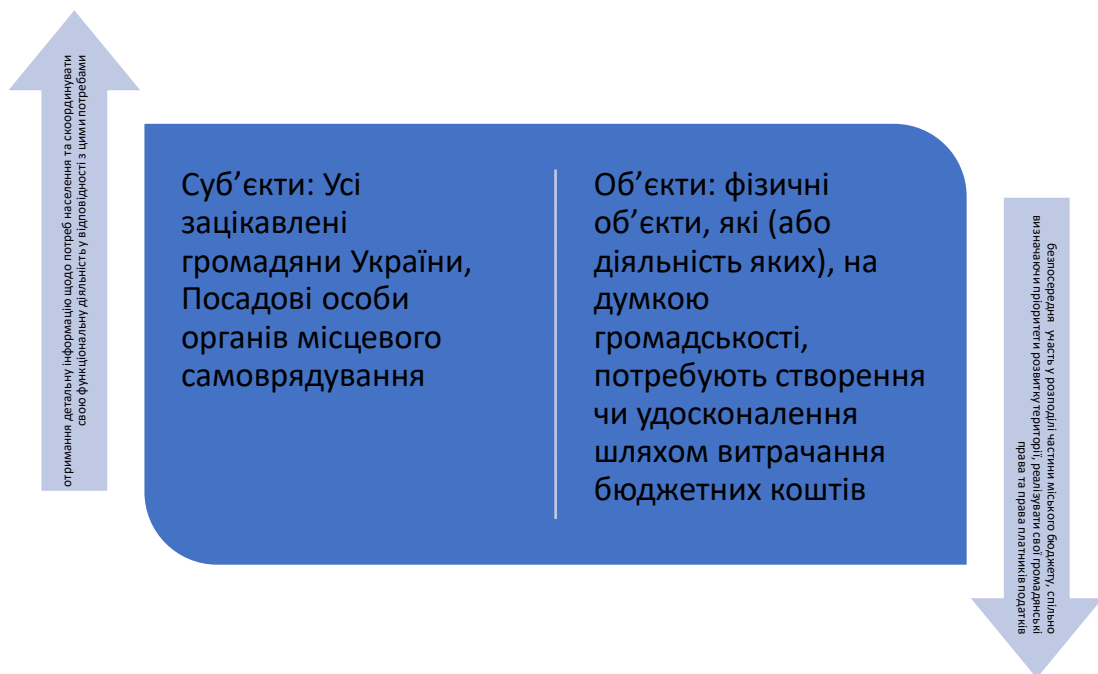 отримання детальну інформацію щодо потреб населення та скоординувати
свою функціональну діяльність у відповідності з цими потребами
Суб’єкти: Усі
зацікавлені
громадяни України,
Посадові особи
органів місцевого
самоврядування
Об’єкти: фізичні
об’єкти, які (або
діяльність яких), на
думкою
громадськості,
потребують створення
чи удосконалення
шляхом витрачання
бюджетних коштів
безпосередня участь у розподілі частини міського бюджету, спільно
визначаючи пріоритети розвитку території, реалізувати свої громадянські
права та права платників податків